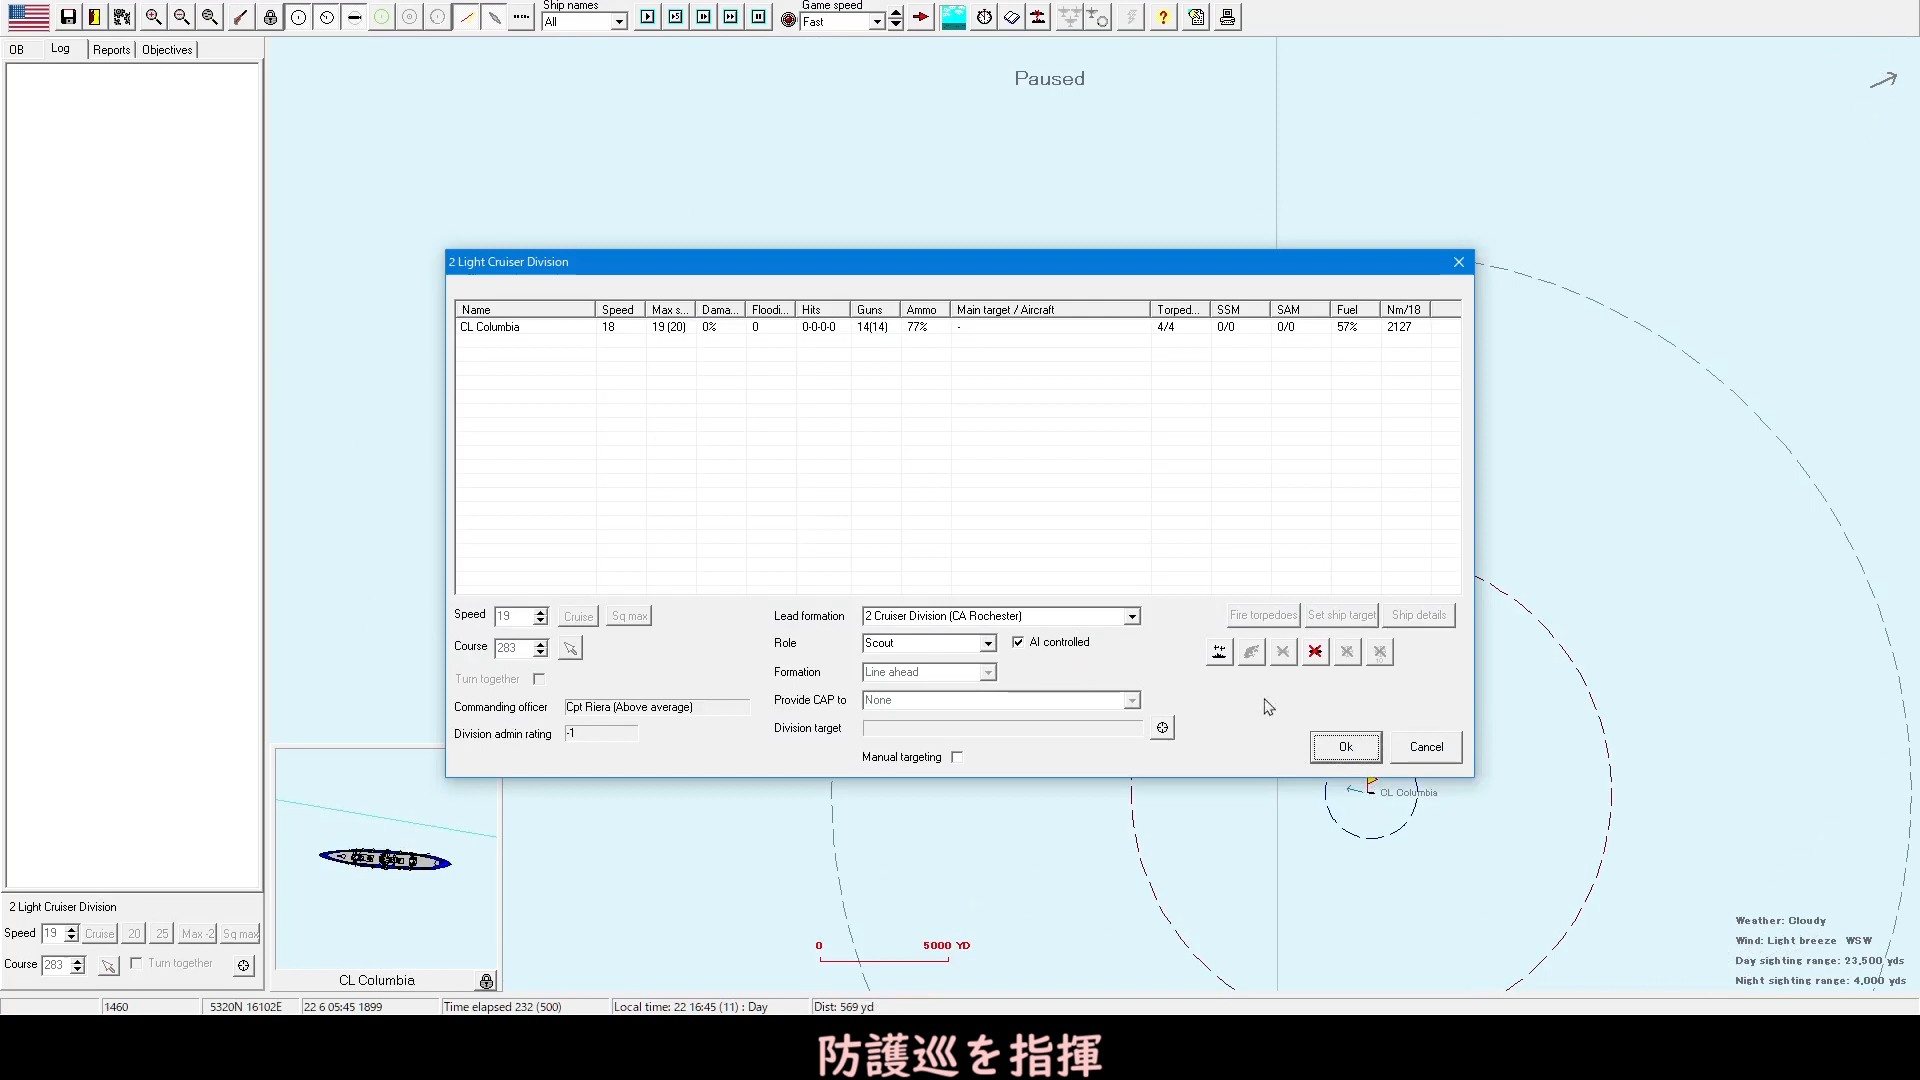 Ship names
All
Game speed
Fast
OB
Log
Reports
Objectives
Paused
2 Light Cruiser Division
Name Speed Max s... Dama... Floodi... Hits Guns Ammo Main target / Aircraft Torped... SSM SAM Fuel Nm/18
CL Columbia 18 19 (20) 0% 0 0-0-0-0 14(14) 77% - 4/4 0/0 0/0 57% 2127
Speed 19 Cruise Sq max
Course 283
Turn together
Commanding officer Cpt Riera (Above average)
Division admin rating -1
Lead formation 2 Cruiser Division (CA Rochester)
Role Scout AI controlled
Formation Line ahead
Provide CAP to None
Division target
Manual targeting
Fire torpedoes Set ship target Ship details
Ok Cancel
CL Columbia
2 Light Cruiser Division
Speed 19 Cruise 20 25 Max -2 Sq max
Course 283 Turn together
CL Columbia
0 5000 YD
Weather: Cloudy
Wind: Light breeze WSW
Day sighting range: 23,500 yds
Night sighting range: 4,000 yds
1460 5320N 16102E 22 6 05:45 1899 Time elapsed 232 (500) Local time: 22 16:45 (11) : Day Dist: 569 yd
防護巡を指揮